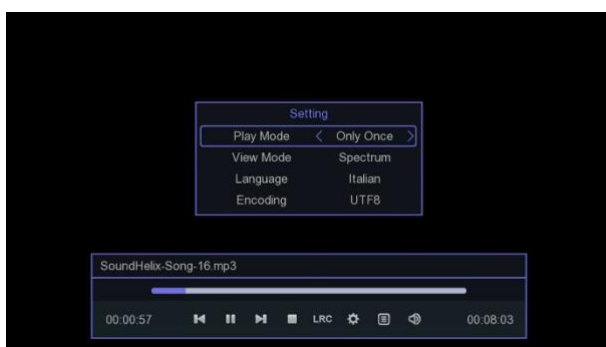 Setting
Play Mode < Only Once >
View Mode Spectrum
Language Italian
Encoding UTF8
SoundHelix-Song-16.mp3
00:00:57 LRC 00:08:03